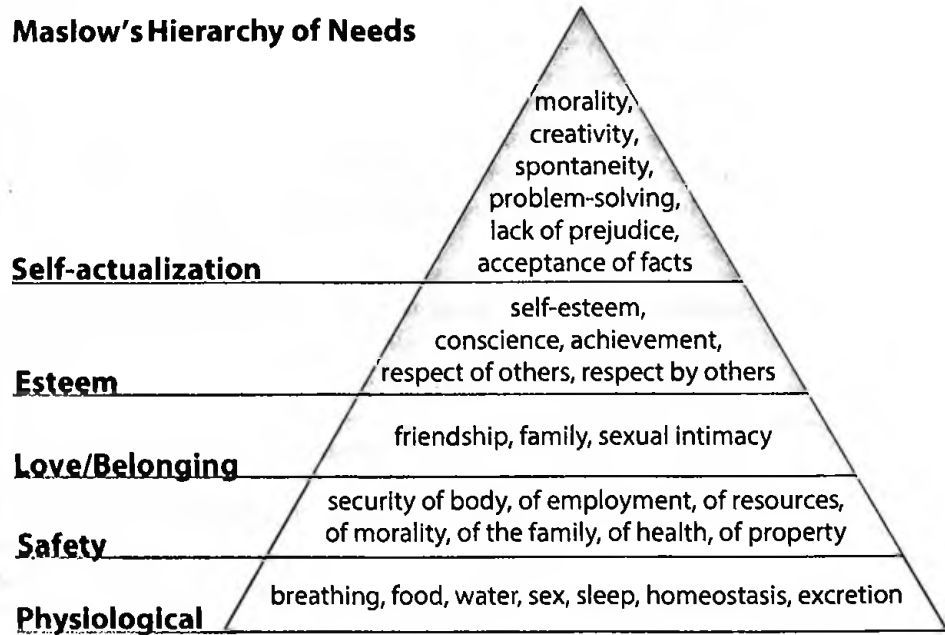 Maslow's Hierarchy of Needs
morality,
creativity,
spontaneity,
problem-solving,
lack of prejudice,
acceptance of facts
Self-actualization
self-esteem,
conscience, achievement,
respect of others, respect by others
Esteem
friendship, family, sexual intimacy
Love/Belonging
security of body, of employment, of resources,
of morality, of the family, of health, of property
Safety
breathing, food, water, sex, sleep, homeostasis, excretion
Physiological